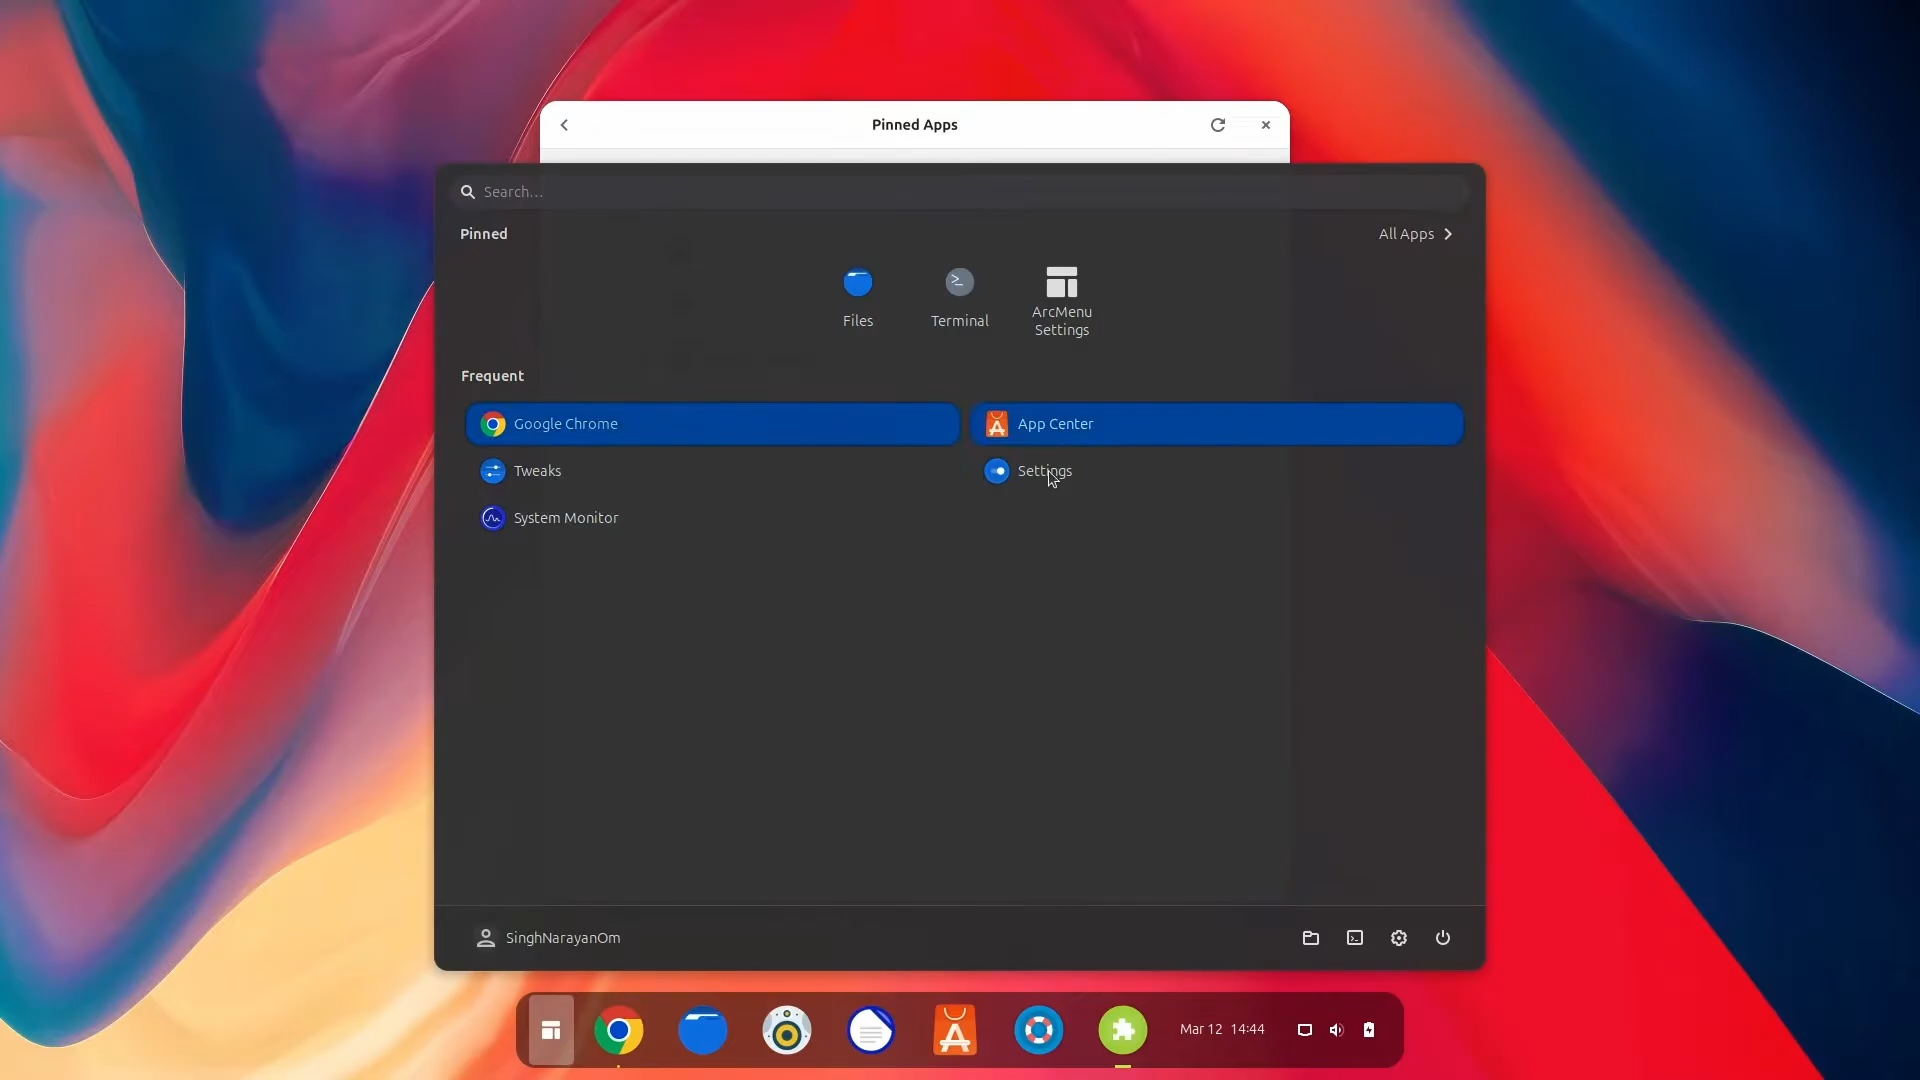 Pinned Apps
Search...
Pinned
All Apps
Files
Terminal
ArcMenu
Settings
Frequent
Google Chrome
App Center
Tweaks
Settings
System Monitor
SinghNarayanOm
Mar 12 14:44